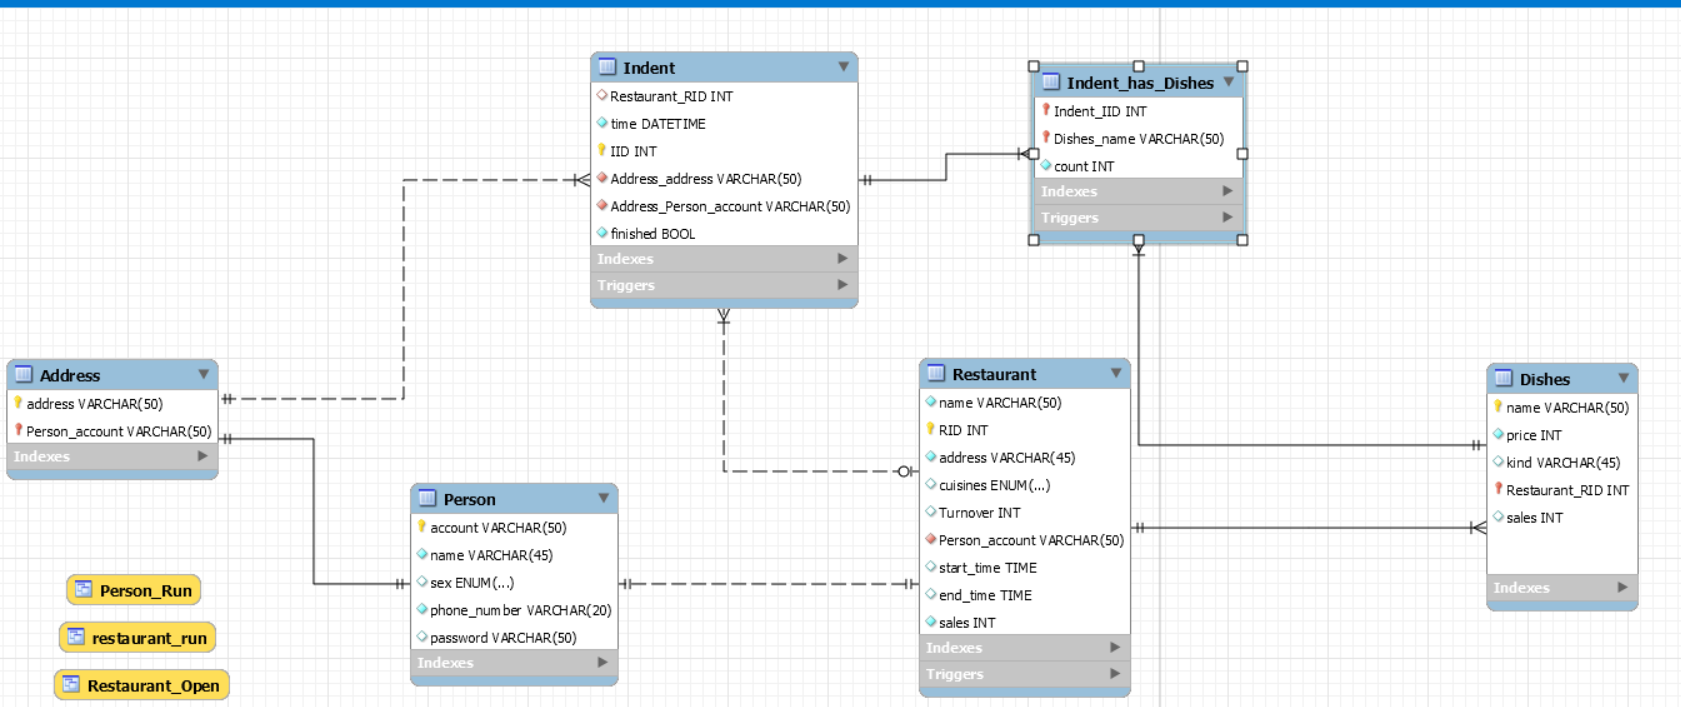 Indent
Restaurant_RID INT
time DATETIME
IID INT
Address_address VARCHAR(50)
Address_Person_account VARCHAR(50)
finished BOOL
Indexes
Triggers
Indent_has_Dishes
Indent_IID INT
Dishes_name VARCHAR(50)
count INT
Indexes
Triggers
Address
address VARCHAR(50)
Person_account VARCHAR(50)
Indexes
Person
account VARCHAR(50)
name VARCHAR(45)
sex ENUM(...)
phone_number VARCHAR(20)
password VARCHAR(50)
Indexes
Restaurant
name VARCHAR(50)
RID INT
address VARCHAR(45)
cuisines ENUM(...)
Turnover INT
Person_account VARCHAR(50)
start_time TIME
end_time TIME
sales INT
Indexes
Triggers
Dishes
name VARCHAR(50)
price INT
kind VARCHAR(45)
Restaurant_RID INT
sales INT
Indexes
Person_Run
restaurant_run
Restaurant_Open